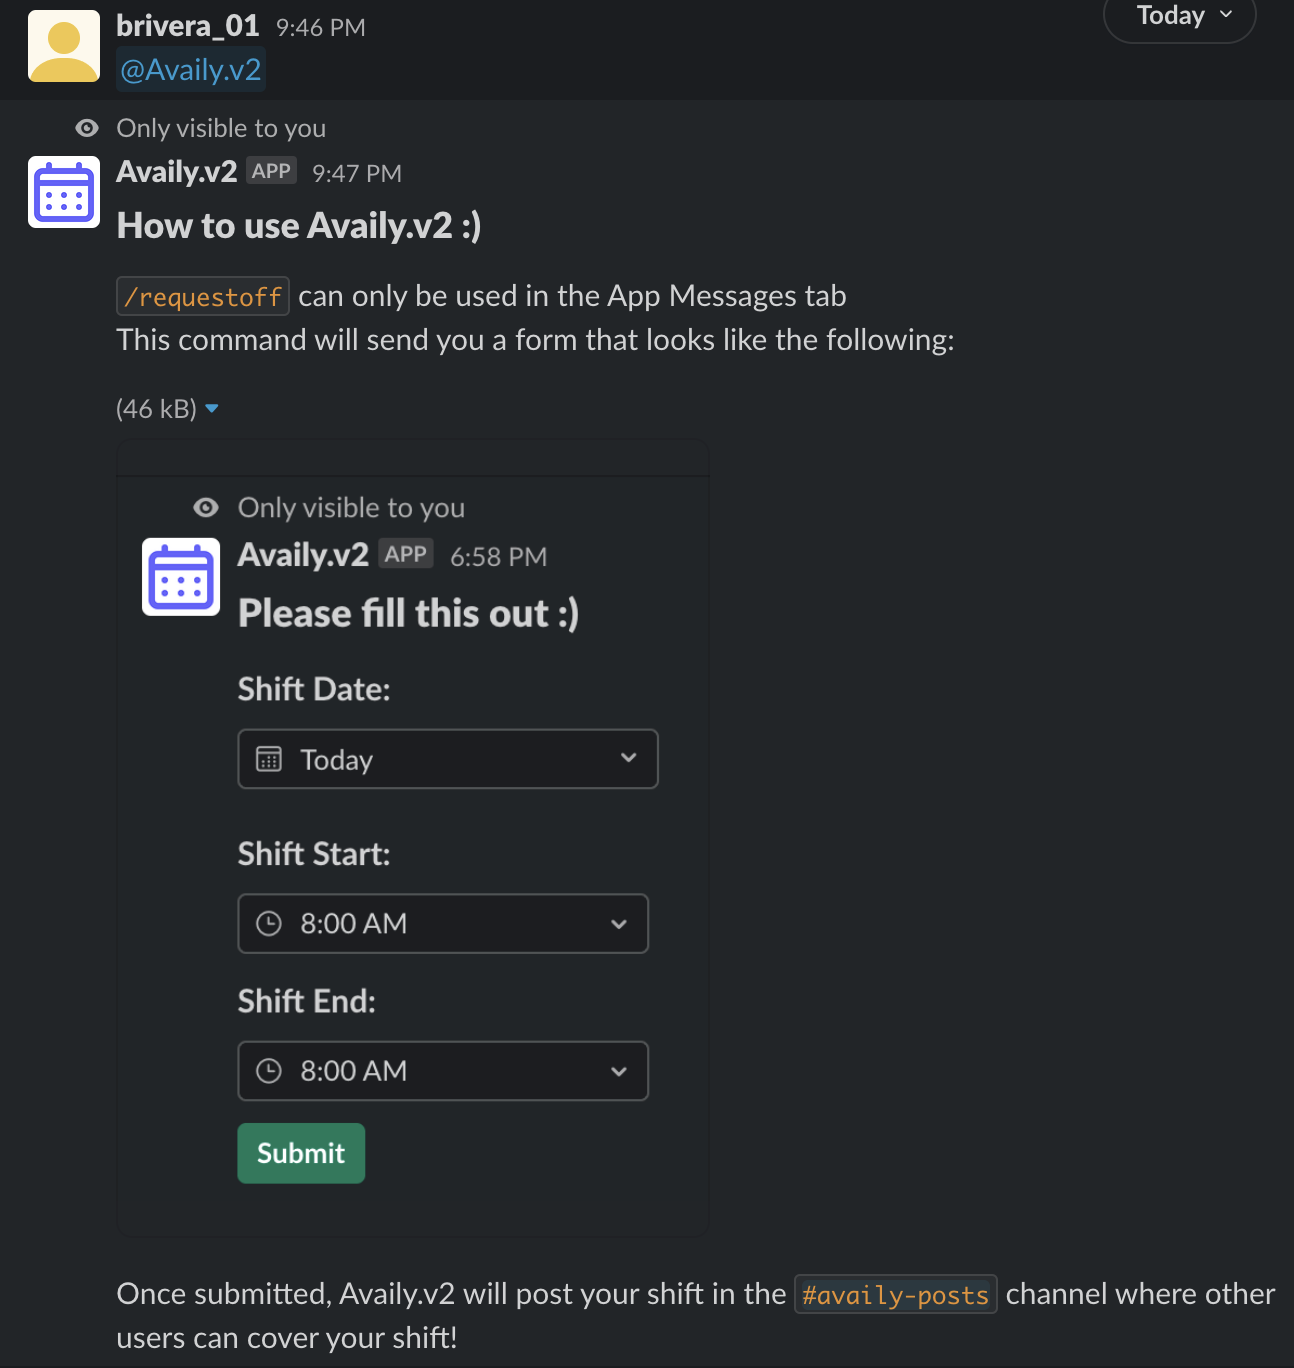 brivera_01 9:46 PM
Today
@Availy.v2
Only visible to you
Availy.v2 APP 9:47 PM
How to use Availy.v2 :)
/requestoff can only be used in the App Messages tab
This command will send you a form that looks like the following:
(46 kB)
Only visible to you
Availy.v2 APP 6:58 PM
Please fill this out :)
Shift Date:
Today
Shift Start:
8:00 AM
Shift End:
8:00 AM
Submit
Once submitted, Availy.v2 will post your shift in the #availy-posts channel where other
users can cover your shift!